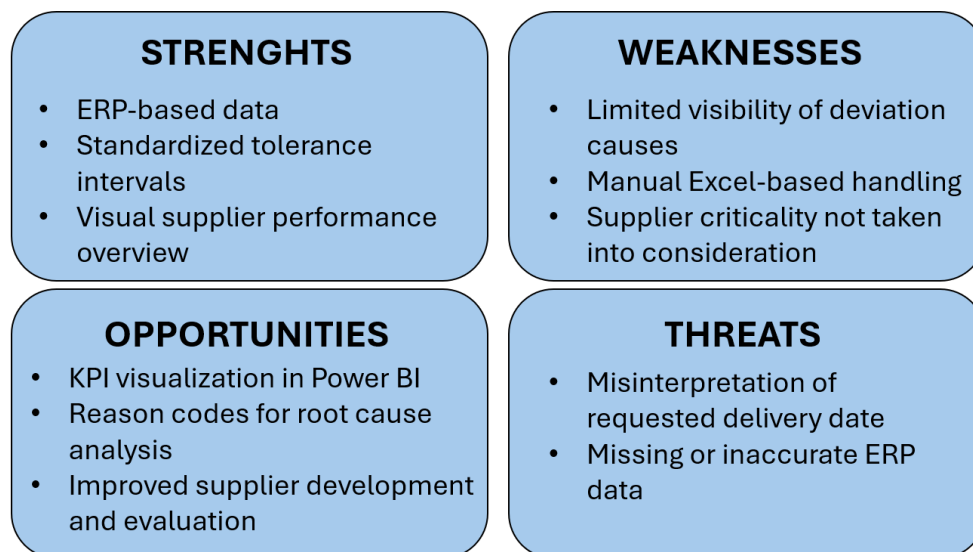 STRENGHTS
• ERP-based data
• Standardized tolerance
intervals
• Visual supplier performance
overview
WEAKNESSES
• Limited visibility of deviation
causes
• Manual Excel-based handling
• Supplier criticality not taken
into consideration
OPPORTUNITIES
• KPI visualization in Power BI
• Reason codes for root cause
analysis
• Improved supplier development
and evaluation
THREATS
• Misinterpretation of
requested delivery date
• Missing or inaccurate ERP
data